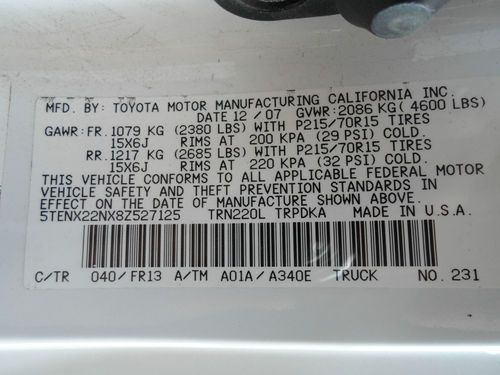 MFD. BY: TOYOTA MOTOR MANUFACTURING CALIFORNIA INC.
DATE 12 / 07 GVWR: 2086 KG( 4600 LBS)
GAWR: FR. 1079 KG (2380 LBS) WITH P215/70R15 TIRES
15X6J RIMS AT 200 KPA (29 PSI) COLD.
RR. 1217 KG (2685 LBS) WITH P215/70R15 TIRES
15X6J RIMS AT 220 KPA (32 PSI) COLD.
THIS VEHICLE CONFORMS TO ALL APPLICABLE FEDERAL MOTOR
VEHICLE SAFETY AND THEFT PREVENTION STANDARDS IN
EFFECT ON THE DATE OF MANUFACTURE SHOWN ABOVE.
5TENX22NX8Z527125 TRN220L TRPDKA MADE IN U.S.A.
C/TR 040/FR13 A/TM A01A/A340E TRUCK NO. 231